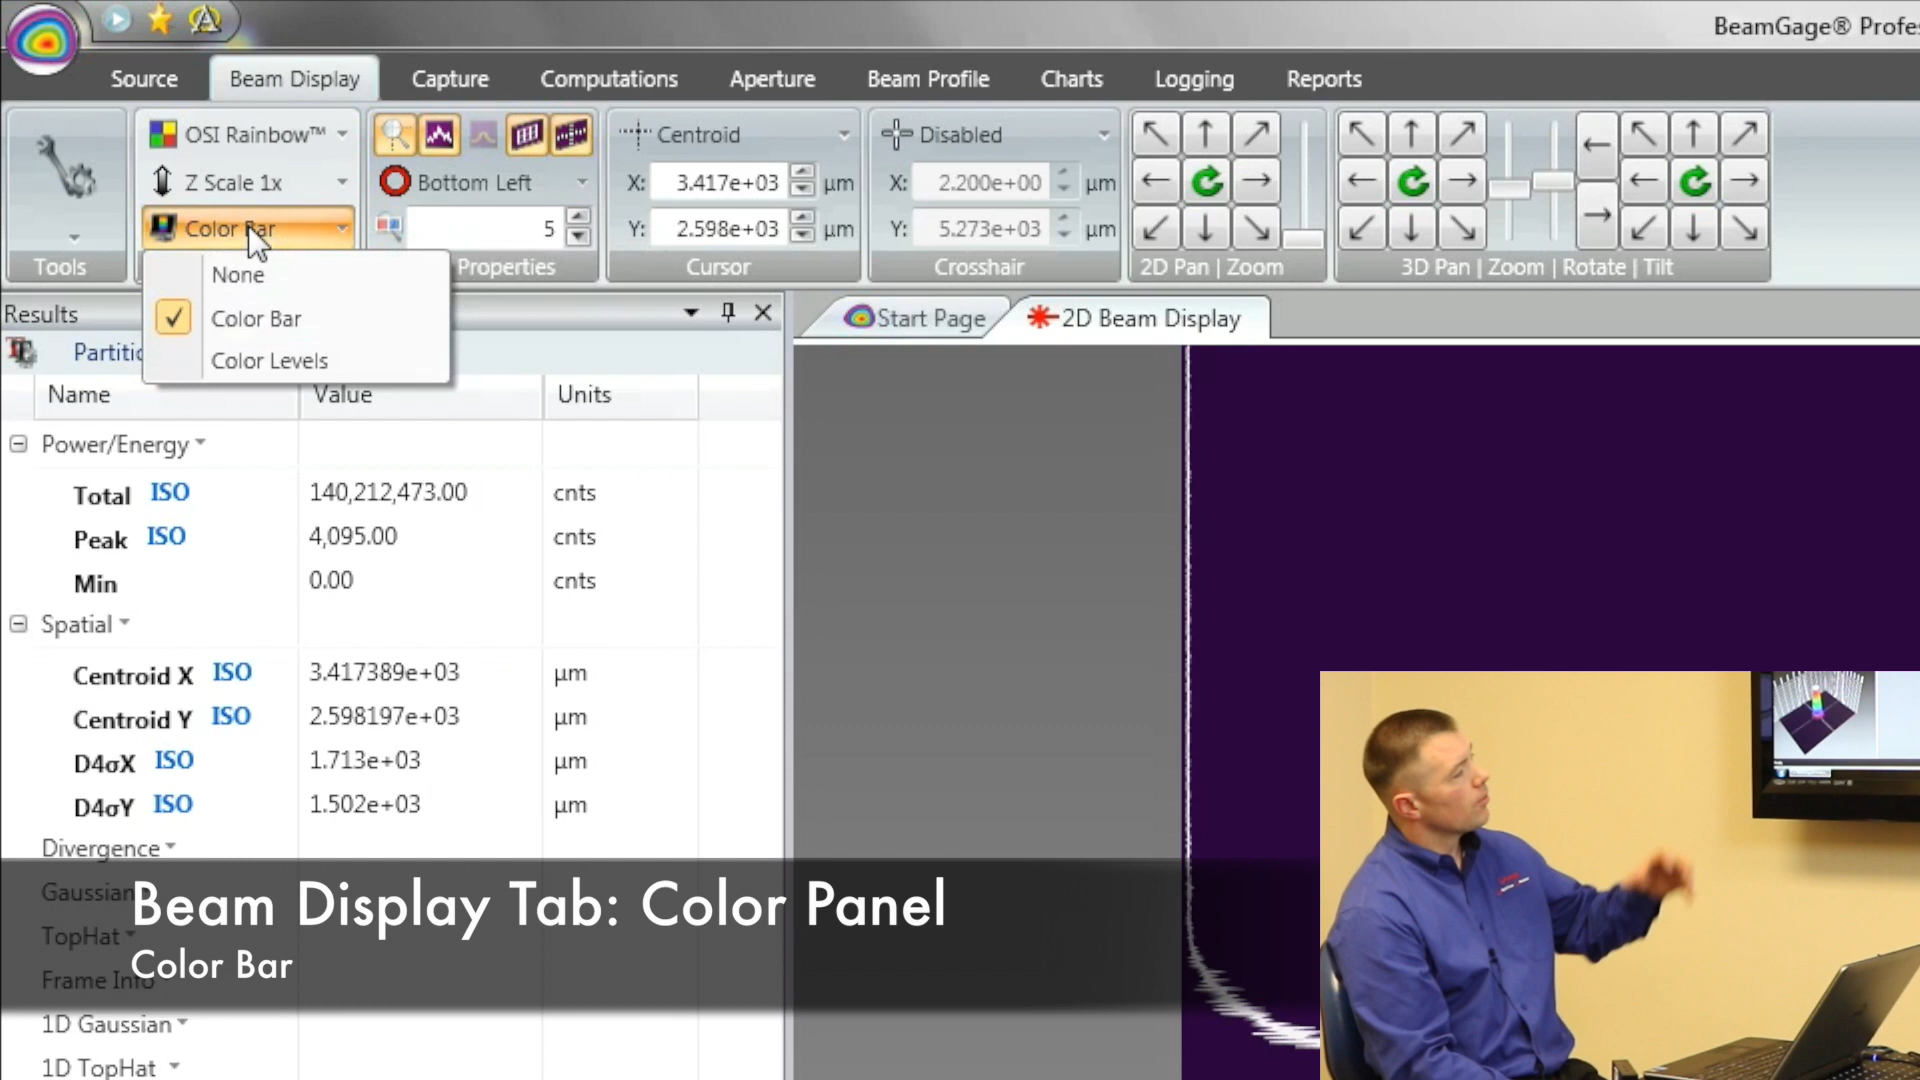 BeamGage® Profes
Source Beam Display Capture Computations Aperture Beam Profile Charts Logging Reports
OSI Rainbow™ Centroid Disabled
Z Scale 1x Bottom Left X: 3.417e+03 µm X: 2.200e+00 µm
Color Bar 5 Y: 2.598e+03 µm Y: 5.273e+03 µm
Tools Properties Cursor Crosshair 2D Pan | Zoom 3D Pan | Zoom | Rotate | Tilt
None
Color Bar
Color Levels
Results Start Page 2D Beam Display
Partitio
Name Value Units
Power/Energy
Total ISO 140,212,473.00 cnts
Peak ISO 4,095.00 cnts
Min 0.00 cnts
Spatial
Centroid X ISO 3.417389e+03 µm
Centroid Y ISO 2.598197e+03 µm
D4σX ISO 1.713e+03 µm
D4σY ISO 1.502e+03 µm
Divergence
Gaussian
Beam Display Tab: Color Panel
TopHat
Color Bar
Frame Info
1D Gaussian
1D TopHat